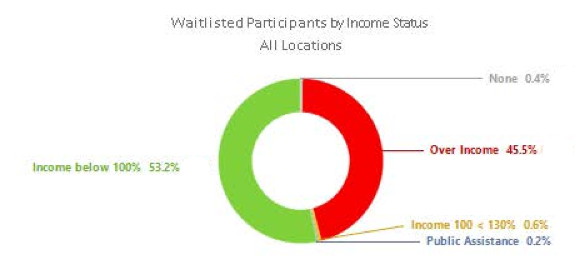 Waitlisted Participants by Income Status
All Locations
None 0.4%
Over Income 45.5%
Income below 100% 53.2%
Income 100 < 130% 0.6%
Public Assistance 0.2%